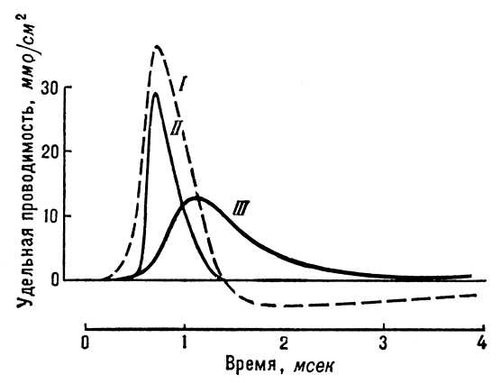 Удельная проводимость, ммо/см²
30
20
10
0
I
II
III
0 1 2 3 4
Время, мсек